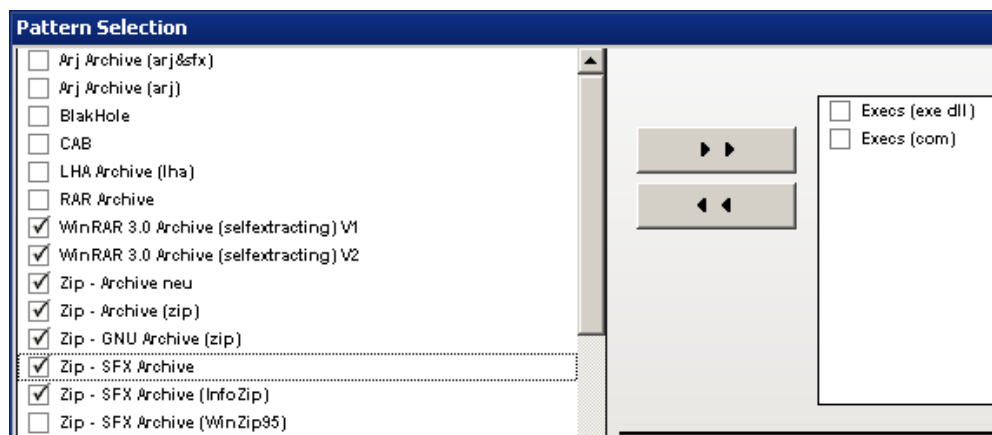 Pattern Selection
Arj Archive (arj&sfx)
Arj Archive (arj)
BlakHole
CAB
LHA Archive (lha)
RAR Archive
WinRAR 3.0 Archive (selfextracting) V1
WinRAR 3.0 Archive (selfextracting) V2
Zip - Archive neu
Zip - Archive (zip)
Zip - GNU Archive (zip)
Zip - SFX Archive
Zip - SFX Archive (InfoZip)
Zip - SFX Archive (WinZip95)
Execs (exe dll)
Execs (com)